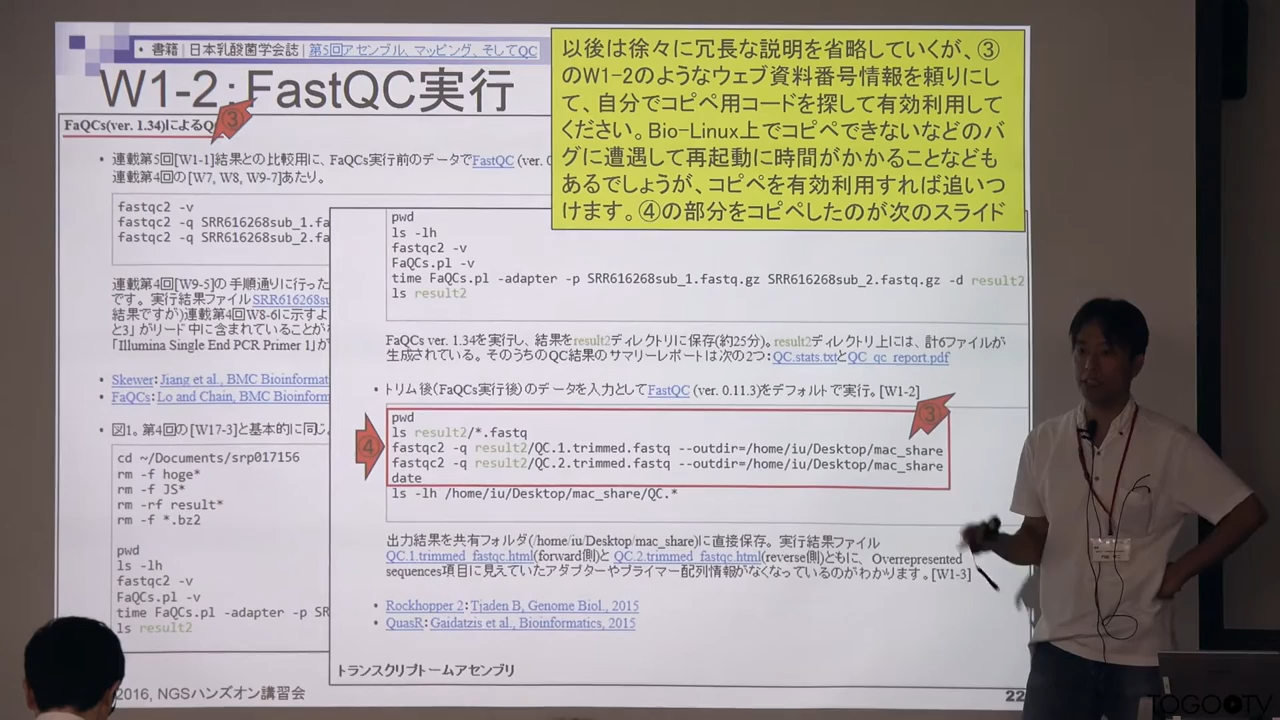 • 書籍 | 日本乳酸菌学会誌 | 第5回アセンブル、マッピング、そしてQC
W1-2:FastQC実行
以後は徐々に冗長な説明を省略していくが、③
のW1-2のようなウェブ資料番号情報を頼りにし
て、自分でコピペ用コードを探して有効利用して
ください。Bio-Linux上でコピペできないなどのバ
グに遭遇して再起動に時間がかかることなども
あるでしょうが、コピペを有効利用すれば追いつ
けます。④の部分をコピペしたのが次のスライド
FaQCs(ver. 1.34)によるQ
③
• 連載第5回[W1-1]結果との比較用に、FaQCs実行前のデータでFastQC (ver. 0
連載第4回の[W7, W8, W9-7]あたり。
fastqc2 -v
fastqc2 -q SRR616268sub_1.fa
fastqc2 -q SRR616268sub_2.fa
連載第4回[W9-5]の 手順通りに行った
です。 実行結果ファイルSRR616268su
結果ですが)連載第4回W8-6に示すよ
と3」 がリード 中に含まれていることが
「Illumina Single End PCR Primer 1」が
• Skewer:Jiang et al., BMC Bioinformat
• FaQCs:Lo and Chain, BMC Bioinform
• 図1。第4回の[W17-3]と基本的に同じ。
cd ~/Documents/srp017156
rm -f hoge*
rm -f JS*
rm -rf result*
rm -f *.bz2
pwd
ls -lh
fastqc2 -v
FaQCs.pl -v
time FaQCs.pl -adapter -p SR
ls result2
pwd
ls -lh
fastqc2 -v
FaQCs.pl -v
time FaQCs.pl -adapter -p SRR616268sub_1.fastq.gz SRR616268sub_2.fastq.gz -d result2
ls result2
FaQCs ver. 1.34を実行し、結果をresult2ディレクトリに保存(約25分)。result2ディレクトリ上には、計6ファイルが
生成されている。そのうちのQC結果のサマリーレポートは次の2つ:QC.stats.txtとQC_qc_report.pdf
• トリム後(FaQCs実行後)のデータを入力としてFastQC (ver. 0.11.3)をデフォルトで実行。[W1-2]
③
④
pwd
ls result2/*.fastq
fastqc2 -q result2/QC.1.trimmed.fastq --outdir=/home/iu/Desktop/mac_share
fastqc2 -q result2/QC.2.trimmed.fastq --outdir=/home/iu/Desktop/mac_share
date
ls -lh /home/iu/Desktop/mac_share/QC.*
出力結果を共有フォルダ(/home/iu/Desktop/mac_share)に直接保存。実行結果ファイル
QC.1.trimmed_fastqc.html(forward側)と QC.2.trimmed_fastqc.html(reverse側)ともに、Overrepresented
sequences項目に見えていたアダプターやプライマー配列情報がなくなっているのがわかります。[W1-3]
• Rockhopper 2:Tjaden B, Genome Biol., 2015
• QuasR:Gaidatzis et al., Bioinformatics, 2015
トランスクリプトームアセンブリ
2016, NGSハンズオン講習会
22
TOGOTV